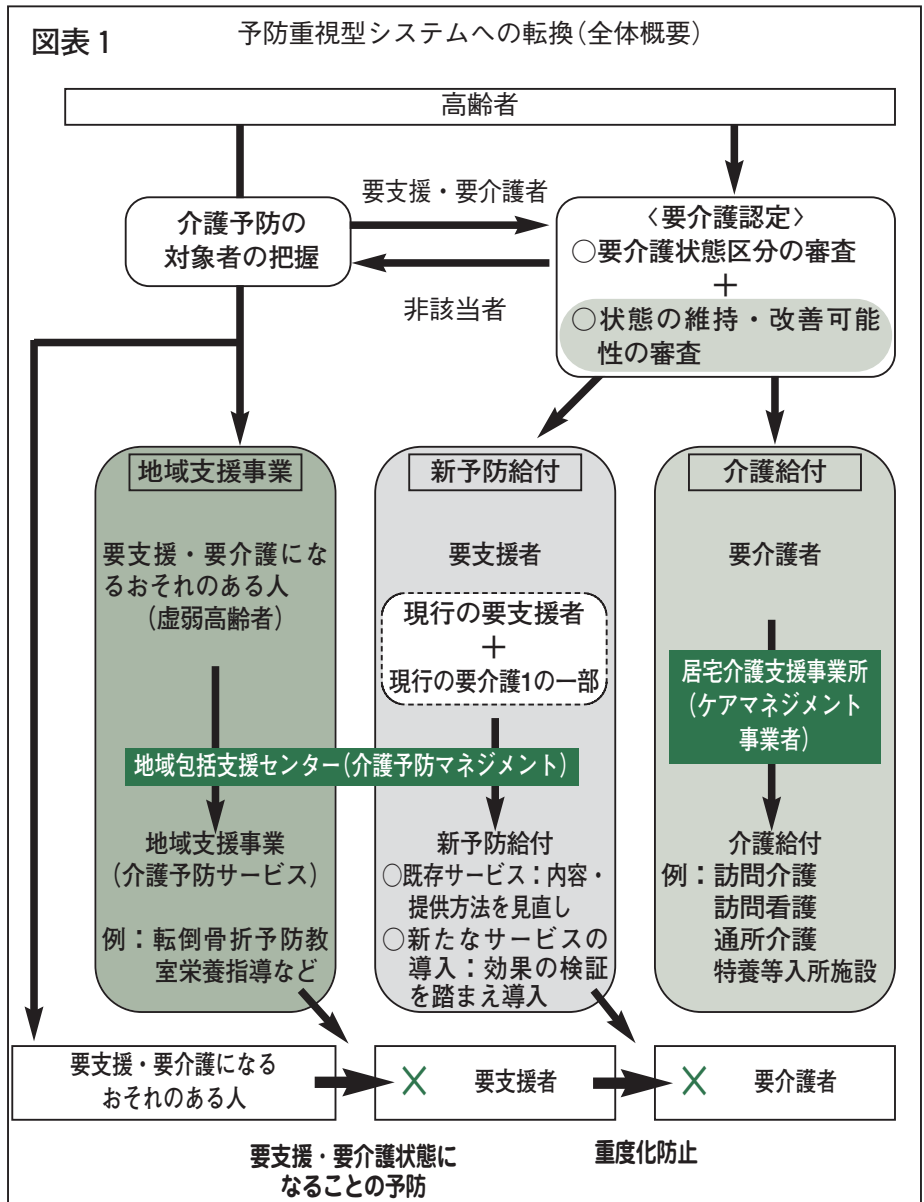 図表1
予防重視型システムへの転換(全体概要)
高齢者
介護予防の
対象者の把握
要支援・要介護者
非該当者
〈要介護認定〉
○要介護状態区分の審査
+
○状態の維持・改善可能
性の審査
地域支援事業
要支援・要介護にな
るおそれのある人
(虚弱高齢者)
新予防給付
要支援者
現行の要支援者
+
現行の要介護1の一部
介護給付
要介護者
居宅介護支援事業所
(ケアマネジメント
事業者)
地域包括支援センター(介護予防マネジメント)
地域支援事業
(介護予防サービス)
例:転倒骨折予防教
室栄養指導など
新予防給付
○既存サービス:内容・
提供方法を見直し
○新たなサービスの
導入:効果の検証
を踏まえ導入
介護給付
例:訪問介護
訪問看護
通所介護
特養等入所施設
要支援・要介護になる
おそれのある人
× 要支援者
× 要介護者
要支援・要介護状態に
なることの予防
重度化防止